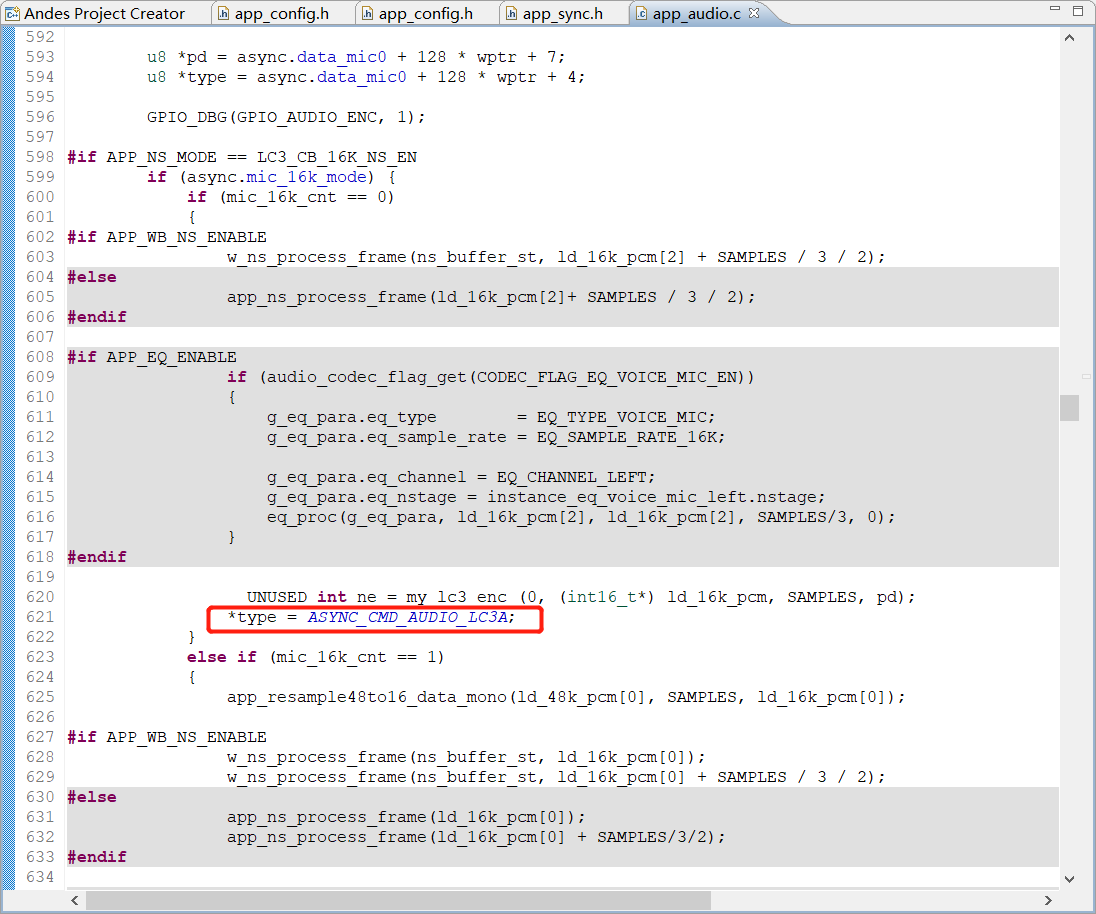 Andes Project Creator app_config.h app_config.h app_sync.h app_audio.c
592
593 u8 *pd = async.data_mic0 + 128 * wptr + 7;
594 u8 *type = async.data_mic0 + 128 * wptr + 4;
595
596 GPIO_DBG(GPIO_AUDIO_ENC, 1);
597
598 #if APP_NS_MODE == LC3_CB_16K_NS_EN
599 if (async.mic_16k_mode) {
600 if (mic_16k_cnt == 0)
601 {
602 #if APP_WB_NS_ENABLE
603 w_ns_process_frame(ns_buffer_st, ld_16k_pcm[2] + SAMPLES / 3 / 2);
604 #else
605 app_ns_process_frame(ld_16k_pcm[2]+ SAMPLES / 3 / 2);
606 #endif
607
608 #if APP_EQ_ENABLE
609 if (audio_codec_flag_get(CODEC_FLAG_EQ_VOICE_MIC_EN))
610 {
611 g_eq_para.eq_type = EQ_TYPE_VOICE_MIC;
612 g_eq_para.eq_sample_rate = EQ_SAMPLE_RATE_16K;
613
614 g_eq_para.eq_channel = EQ_CHANNEL_LEFT;
615 g_eq_para.eq_nstage = instance_eq_voice_mic_left.nstage;
616 eq_proc(g_eq_para, ld_16k_pcm[2], ld_16k_pcm[2], SAMPLES/3, 0);
617 }
618 #endif
619
620 UNUSED int ne = my_lc3_enc (0, (int16_t*) ld_16k_pcm, SAMPLES, pd);
621 *type = ASYNC_CMD_AUDIO_LC3A;
622 }
623 else if (mic_16k_cnt == 1)
624 {
625 app_resample48to16_data_mono(ld_48k_pcm[0], SAMPLES, ld_16k_pcm[0]);
626
627 #if APP_WB_NS_ENABLE
628 w_ns_process_frame(ns_buffer_st, ld_16k_pcm[0]);
629 w_ns_process_frame(ns_buffer_st, ld_16k_pcm[0] + SAMPLES / 3 / 2);
630 #else
631 app_ns_process_frame(ld_16k_pcm[0]);
632 app_ns_process_frame(ld_16k_pcm[0] + SAMPLES/3/2);
633 #endif
634